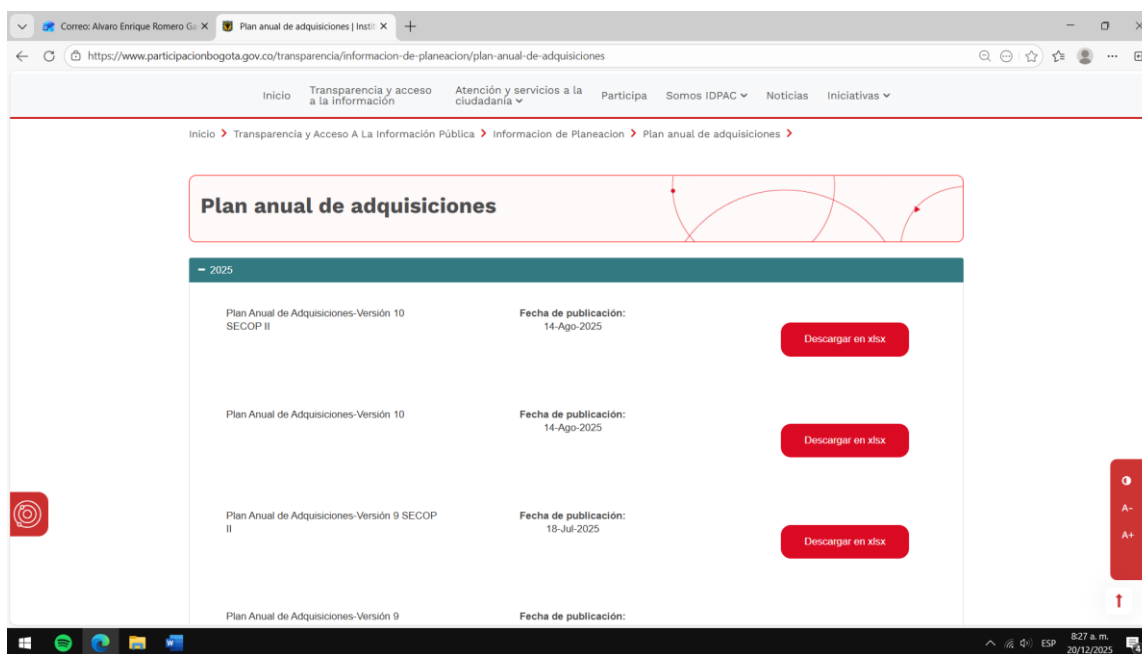 Correo: Alvaro Enrique Romero Ga
Plan anual de adquisiciones | Instit
https://www.participacionbogota.gov.co/transparencia/informacion-de-planeacion/plan-anual-de-adquisiciones
Inicio
Transparencia y acceso
a la información
Atención y servicios a la
ciudadanía
Participa
Somos IDPAC
Noticias
Iniciativas
Inicio > Transparencia y Acceso A La Información Pública > Informacion de Planeacion > Plan anual de adquisiciones >
Plan anual de adquisiciones
− 2025
Plan Anual de Adquisiciones-Versión 10
SECOP II
Fecha de publicación:
14-Ago-2025
Descargar en xlsx
Plan Anual de Adquisiciones-Versión 10
Fecha de publicación:
14-Ago-2025
Descargar en xlsx
Plan Anual de Adquisiciones-Versión 9 SECOP
II
Fecha de publicación:
18-Jul-2025
Descargar en xlsx
Plan Anual de Adquisiciones-Versión 9
Fecha de publicación:
A-
A+
ESP
8:27 a. m.
20/12/2025